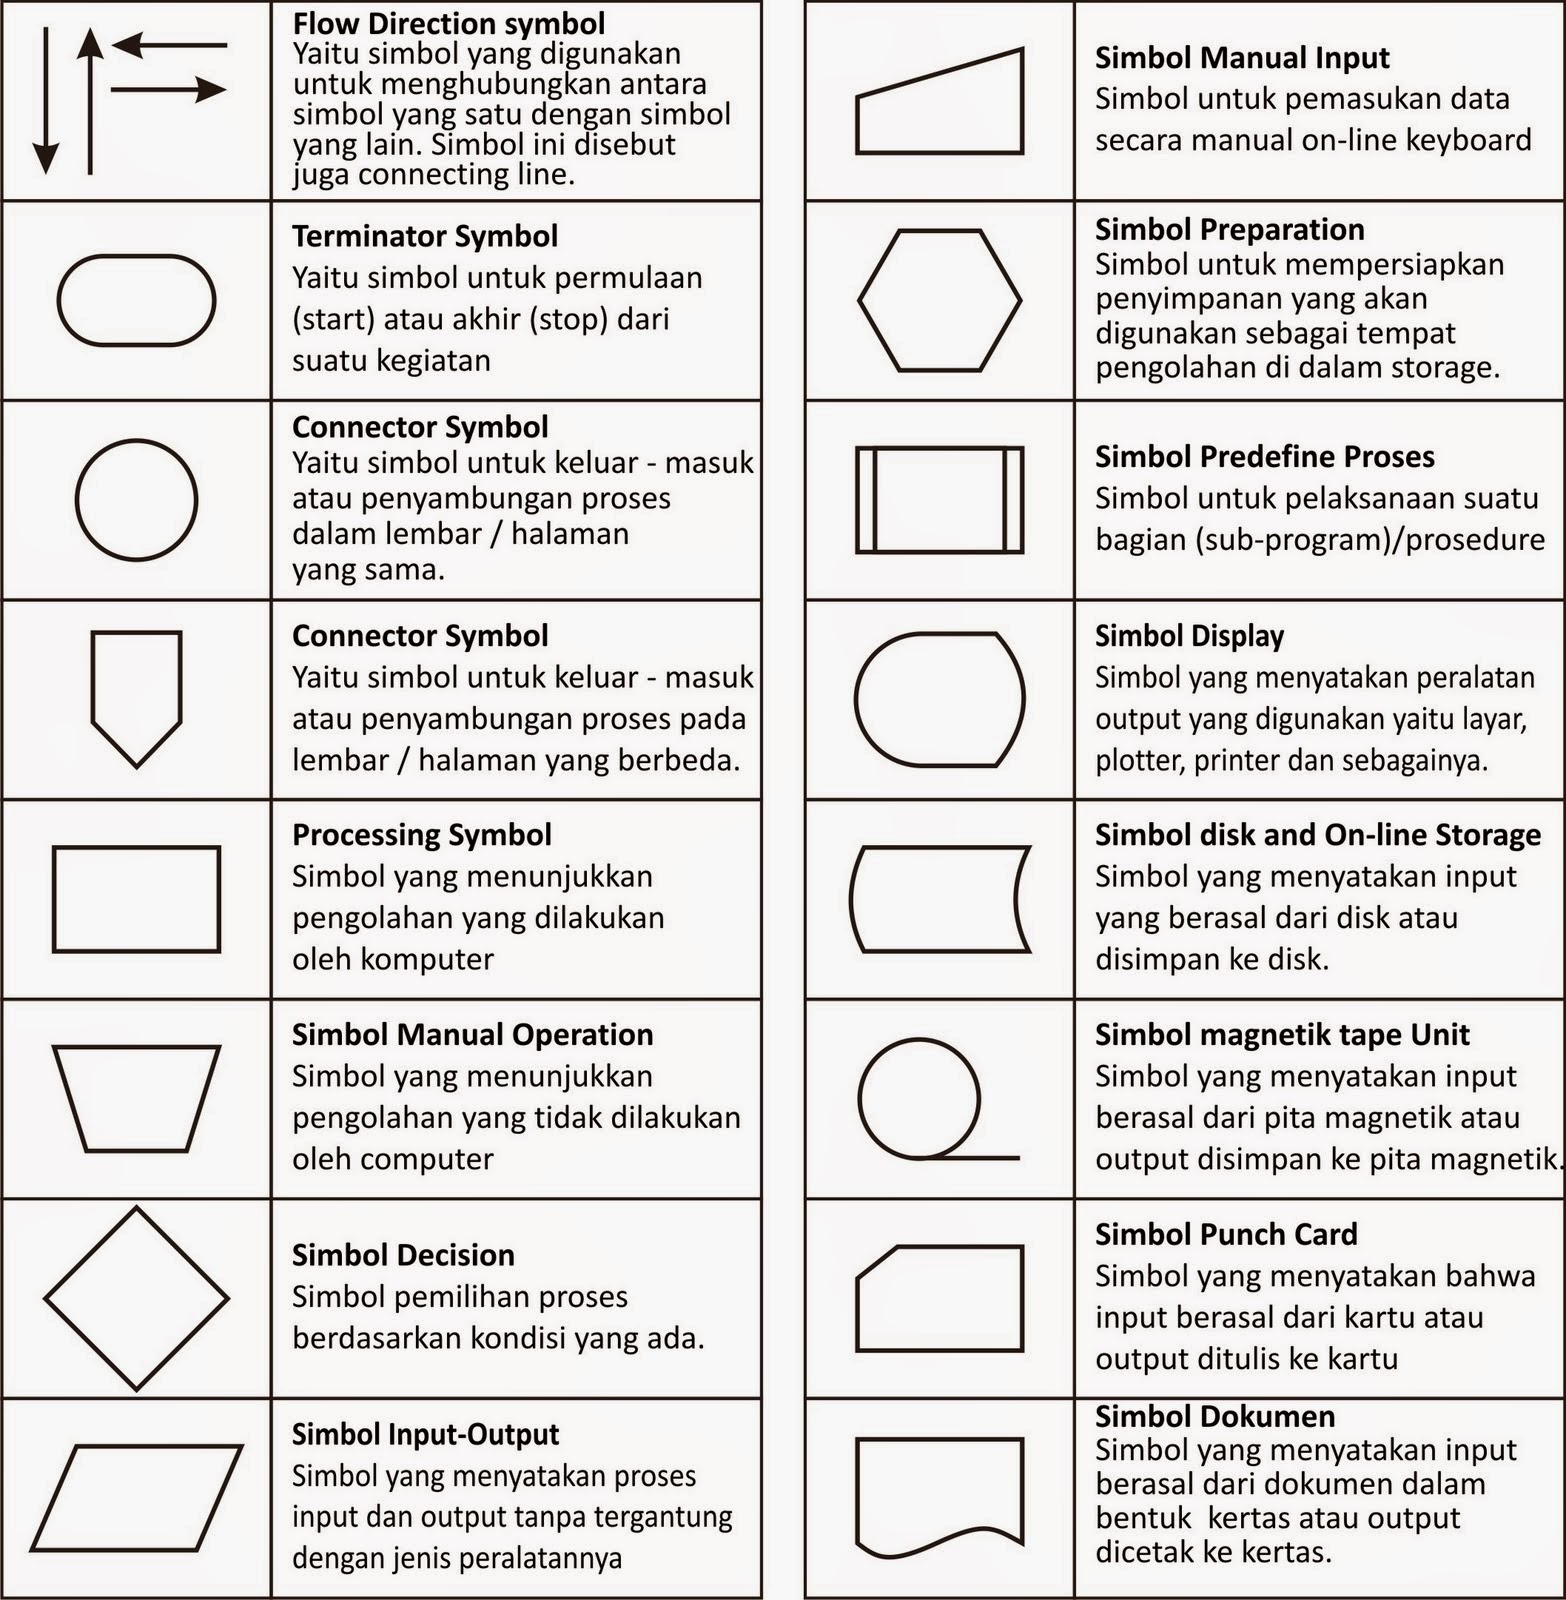 Flow Direction symbol
Yaitu simbol yang digunakan
untuk menghubungkan antara
simbol yang satu dengan simbol
yang lain. Simbol ini disebut
juga connecting line.
Terminator Symbol
Yaitu simbol untuk permulaan
(start) atau akhir (stop) dari
suatu kegiatan
Connector Symbol
Yaitu simbol untuk keluar - masuk
atau penyambungan proses
dalam lembar / halaman
yang sama.
Connector Symbol
Yaitu simbol untuk keluar - masuk
atau penyambungan proses pada
lembar / halaman yang berbeda.
Processing Symbol
Simbol yang menunjukkan
pengolahan yang dilakukan
oleh komputer
Simbol Manual Operation
Simbol yang menunjukkan
pengolahan yang tidak dilakukan
oleh computer
Simbol Decision
Simbol pemilihan proses
berdasarkan kondisi yang ada.
Simbol Input-Output
Simbol yang menyatakan proses
input dan output tanpa tergantung
dengan jenis peralatannya
Simbol Manual Input
Simbol untuk pemasukan data
secara manual on-line keyboard
Simbol Preparation
Simbol untuk mempersiapkan
penyimpanan yang akan
digunakan sebagai tempat
pengolahan di dalam storage.
Simbol Predefine Proses
Simbol untuk pelaksanaan suatu
bagian (sub-program)/prosedure
Simbol Display
Simbol yang menyatakan peralatan
output yang digunakan yaitu layar,
plotter, printer dan sebagainya.
Simbol disk and On-line Storage
Simbol yang menyatakan input
yang berasal dari disk atau
disimpan ke disk.
Simbol magnetik tape Unit
Simbol yang menyatakan input
berasal dari pita magnetik atau
output disimpan ke pita magnetik.
Simbol Punch Card
Simbol yang menyatakan bahwa
input berasal dari kartu atau
output ditulis ke kartu
Simbol Dokumen
Simbol yang menyatakan input
berasal dari dokumen dalam
bentuk  kertas atau output
dicetak ke kertas.